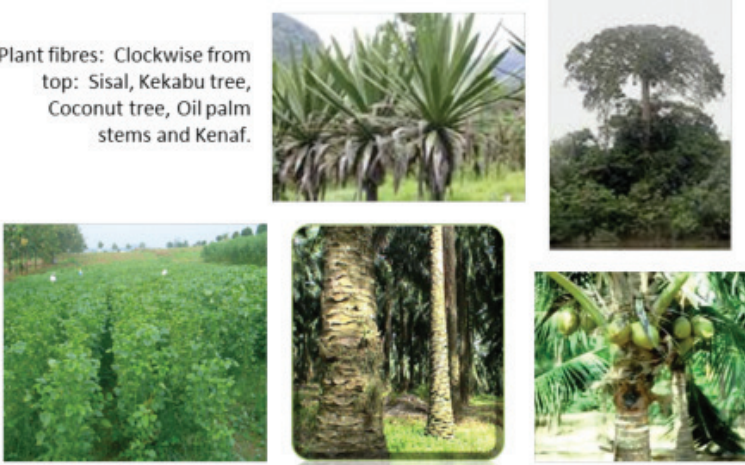 Plant fibres: Clockwise from
top: Sisal, Kekabu tree,
Coconut tree, Oil palm
stems and Kenaf.